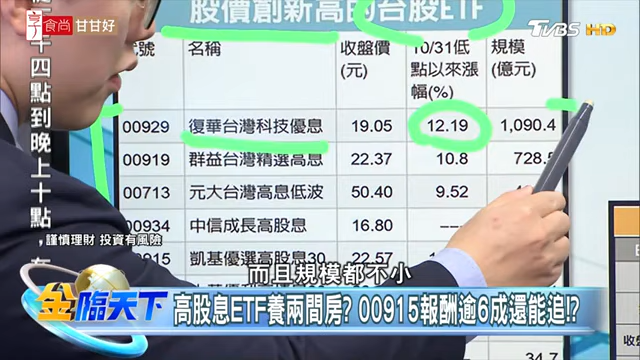 享食尚 甘甘好
TVBS HD
股價創新高的台股ETF
代號 名稱 收盤價(元) 10/31低點以來漲幅(%) 規模(億元)
00929 復華台灣科技優息 19.05 12.19 1,090.4
00919 群益台灣精選高息 22.37 10.8 728.5
00713 元大台灣高息低波 50.40 9.52
00934 中信成長高股息 16.80 ---
00915 凱基優選高股息30 22.57
十四點到晚上十點，
謹慎理財 投資有風險
而且規模都不小
金臨天下
高股息ETF養兩間房? 00915報酬逾6成還能追!?
34.7